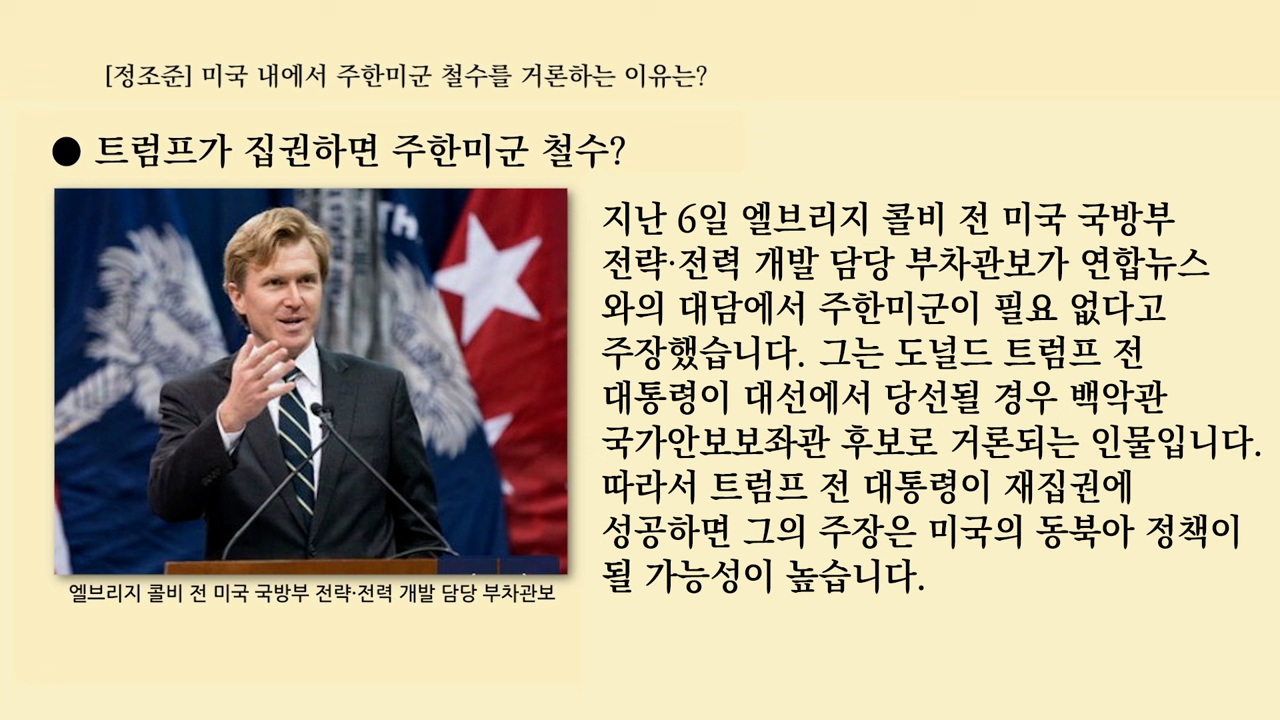 [정조준] 미국 내에서 주한미군 철수를 거론하는 이유는?
● 트럼프가 집권하면 주한미군 철수?
지난 6일 엘브리지 콜비 전 미국 국방부
전략·전력 개발 담당 부차관보가 연합뉴스
와의 대담에서 주한미군이 필요 없다고
주장했습니다. 그는 도널드 트럼프 전
대통령이 대선에서 당선될 경우 백악관
국가안보보좌관 후보로 거론되는 인물입니다.
따라서 트럼프 전 대통령이 재집권에
성공하면 그의 주장은 미국의 동북아 정책이
될 가능성이 높습니다.
TH
엘브리지 콜비 전 미국 국방부 전략·전력 개발 담당 부차관보